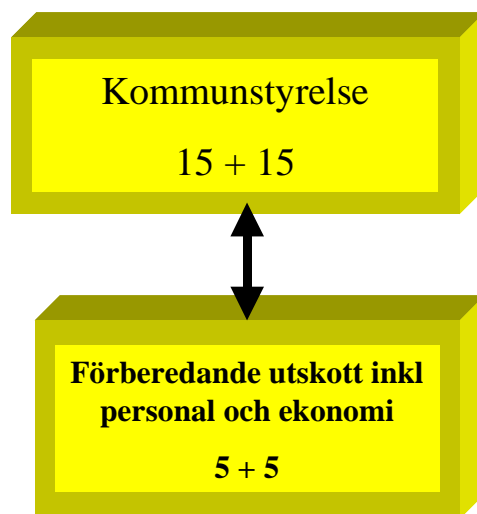 Kommunstyrelse
15 + 15
Förberedande utskott inkl
personal och ekonomi
5 + 5